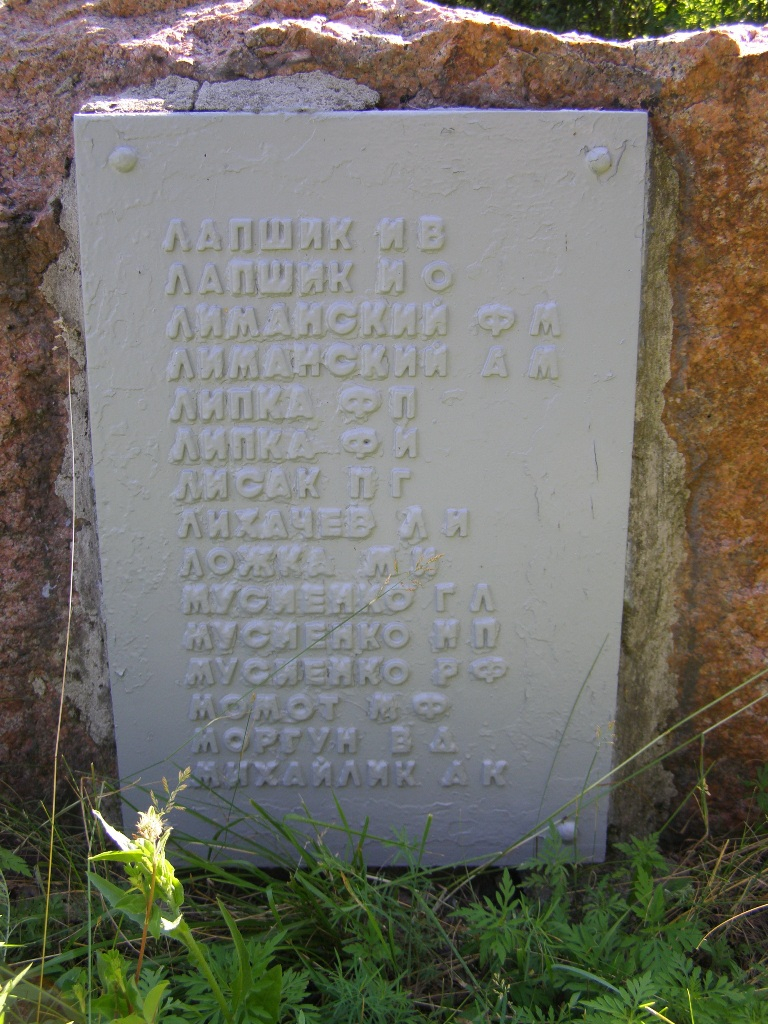 ЛАПШИК И В
ЛАПШИК И О
ЛИМАНСКИЙ Ф М
ЛИМАНСКИЙ А М
ЛИПКА Ф П
ЛИПКА Ф И
ЛИСАК П Г
ЛИХАЧЕВ Л И
ЛОЖКА М И
МУСИЕНКО Г Л
МУСИЕНКО Н П
МУСИЕНКО Р Ф
МОМОТ М Ф
МОРГУН В Д
МИХАЙЛИК А К